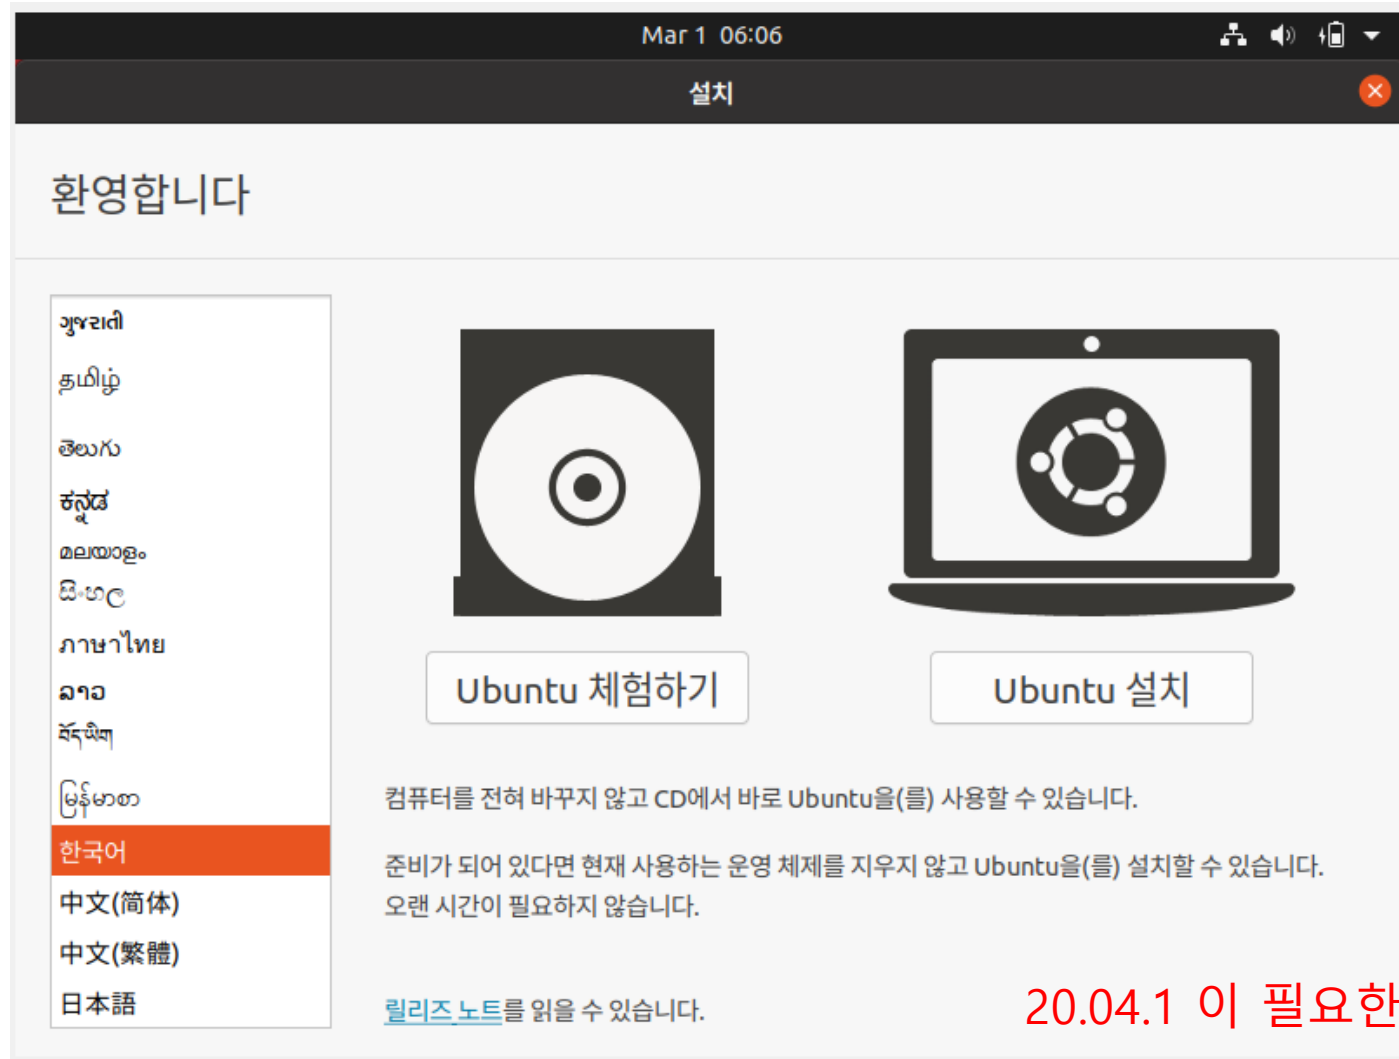 Mar 1 06:06
설치
환영합니다
ગુજરાતી
தமிழ்
తెలుగు
ಕನ್ನಡ
മലയാളം
සිංහල
ภาษาไทย
ລາວ
བོད་ཡིག
မြန်မာစာ
한국어
中文(简体)
中文(繁體)
日本語
Ubuntu 체험하기
Ubuntu 설치
컴퓨터를 전혀 바꾸지 않고 CD에서 바로 Ubuntu을(를) 사용할 수 있습니다.
준비가 되어 있다면 현재 사용하는 운영 체제를 지우지 않고 Ubuntu을(를) 설치할 수 있습니다.
오랜 시간이 필요하지 않습니다.
릴리즈 노트를 읽을 수 있습니다.
20.04.1 이 필요한